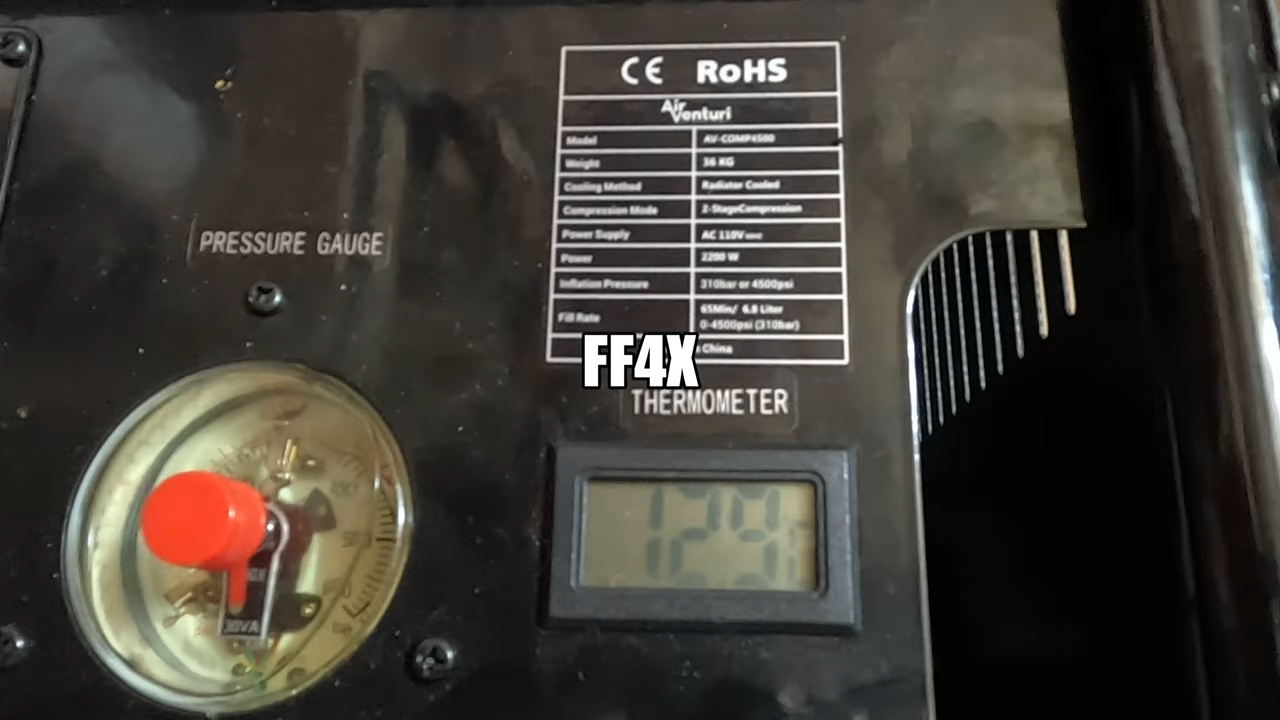 CE RoHS
Air Venturi
Model AV-COMP4500
Weight 36 KG
Cooling Method Radiator Cooled
Compression Mode 2-StageCompression
Power Supply AC 110V
Power 2200 W
Inflation Pressure 310bar or 4500psi
Fill Rate 65Min/ 6.8 Liter
0-4500psi (310bar)
China
PRESSURE GAUGE
FF4X
THERMOMETER
129
30VA